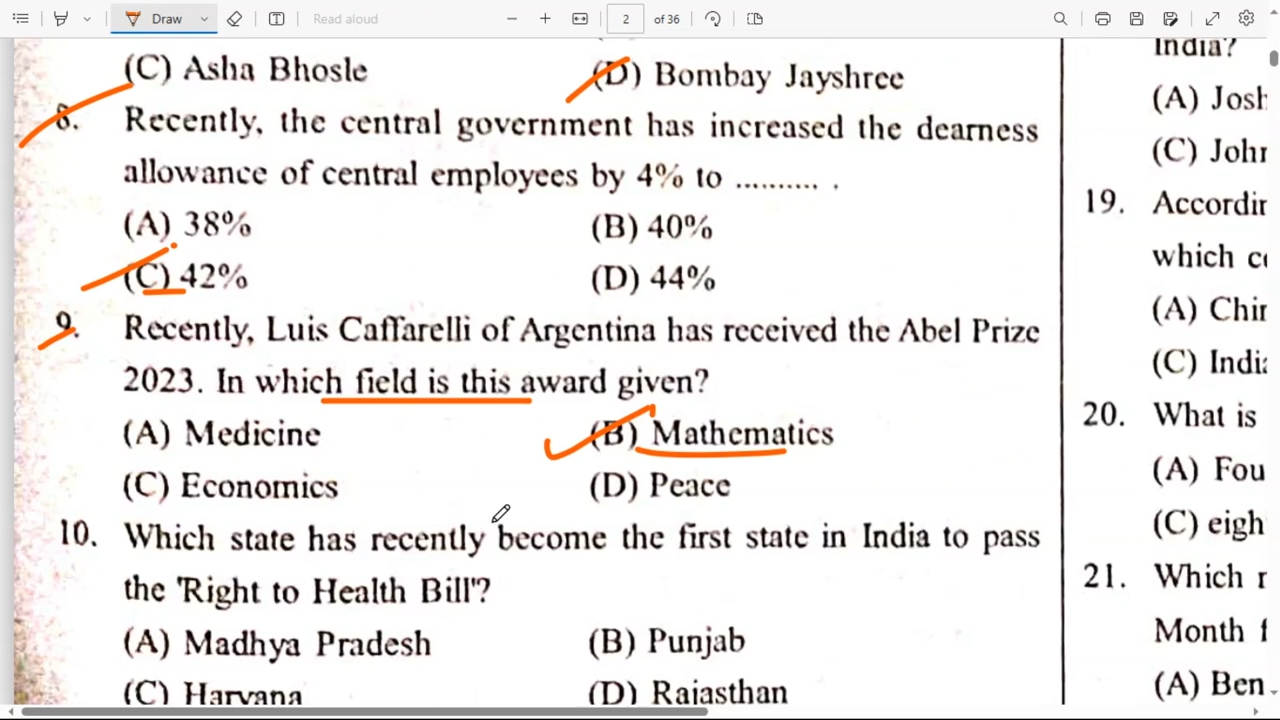 Draw
Read aloud
2 of 36
(C) Asha Bhosle (D) Bombay Jayshree
8. Recently, the central government has increased the dearness
allowance of central employees by 4% to .......... .
(A) 38% (B) 40%
(C) 42% (D) 44%
9. Recently, Luis Caffarelli of Argentina has received the Abel Prize
2023. In which field is this award given?
(A) Medicine (B) Mathematics
(C) Economics (D) Peace
10. Which state has recently become the first state in India to pass
the 'Right to Health Bill'?
(A) Madhya Pradesh (B) Punjab
(C) Haryana (D) Rajasthan
India?
(A) Josh
(C) John
19. Accordin
which co
(A) Chin
(C) India
20. What is
(A) Fou
(C) eigh
21. Which r
Month f
(A) Ben